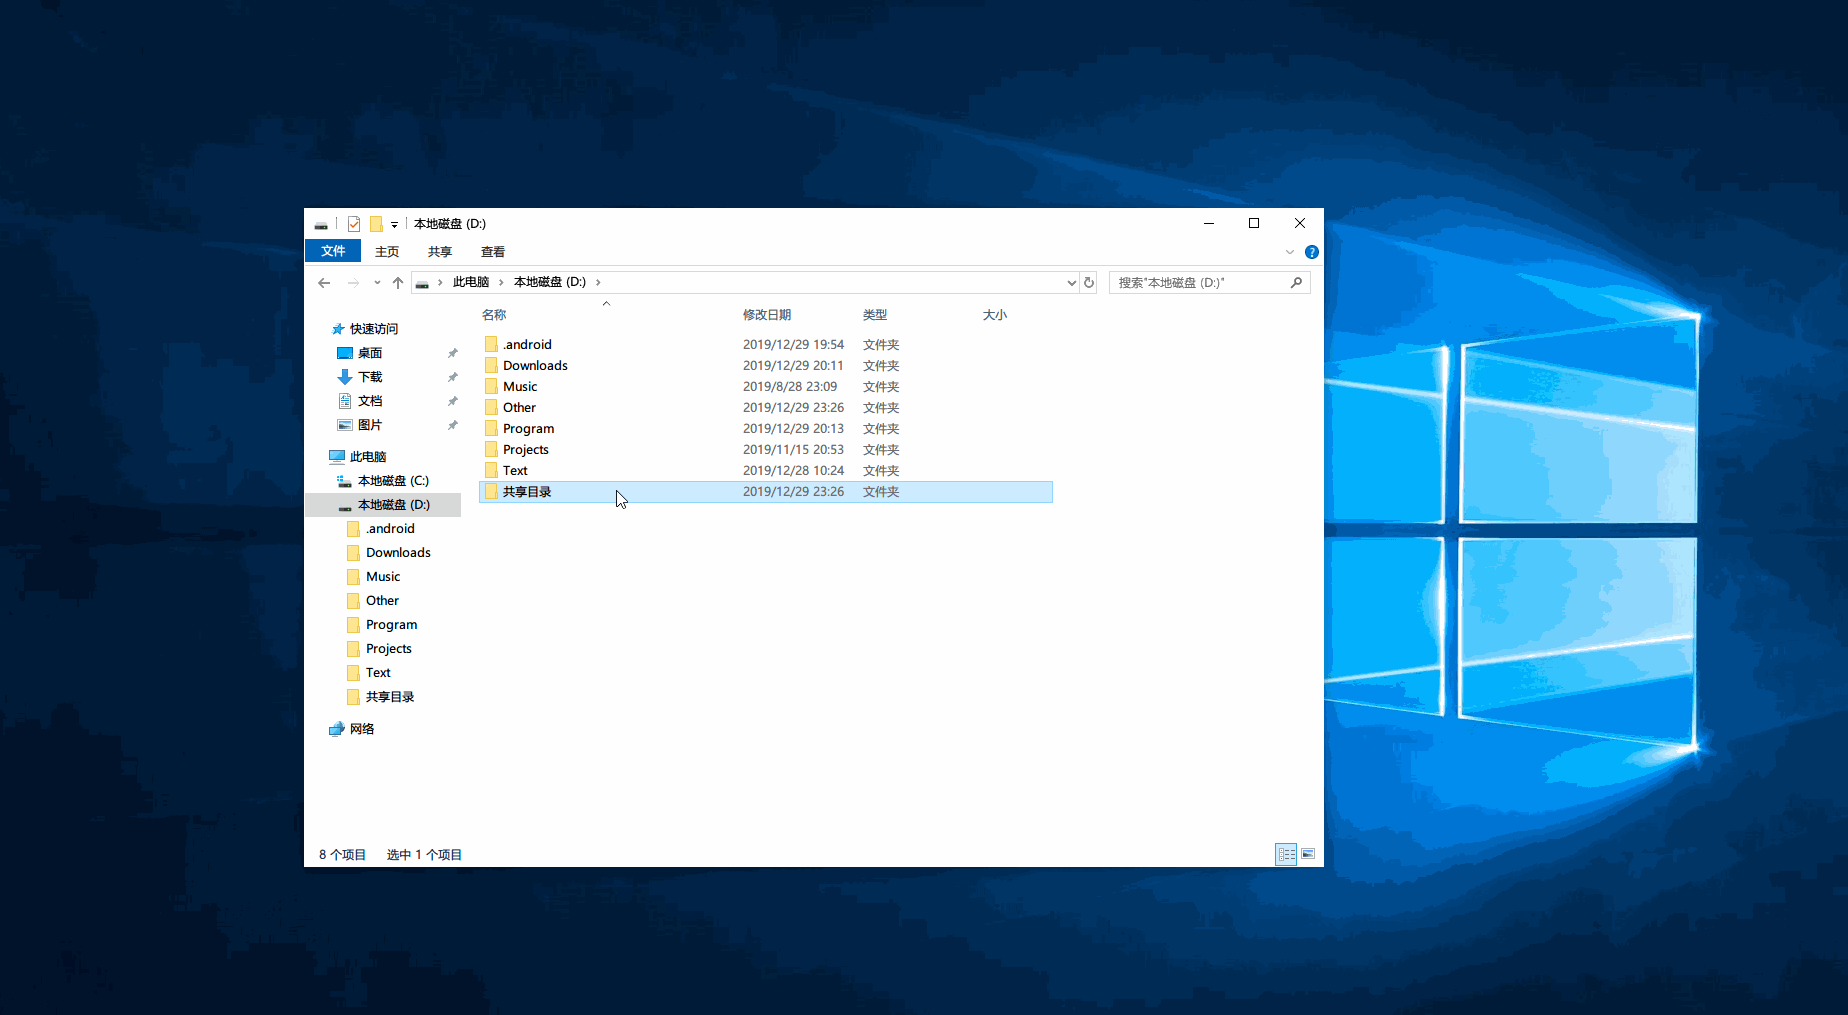 本地磁盘 (D:)
文件 主页 共享 查看
此电脑 本地磁盘 (D:) 搜索"本地磁盘 (D:)"
快速访问
桌面
下载
文档
图片
此电脑
本地磁盘 (C:)
本地磁盘 (D:)
.android
Downloads
Music
Other
Program
Projects
Text
共享目录
网络
名称 修改日期 类型 大小
.android 2019/12/29 19:54 文件夹
Downloads 2019/12/29 20:11 文件夹
Music 2019/8/28 23:09 文件夹
Other 2019/12/29 23:26 文件夹
Program 2019/12/29 20:13 文件夹
Projects 2019/11/15 20:53 文件夹
Text 2019/12/28 10:24 文件夹
共享目录 2019/12/29 23:26 文件夹
8 个项目 选中 1 个项目